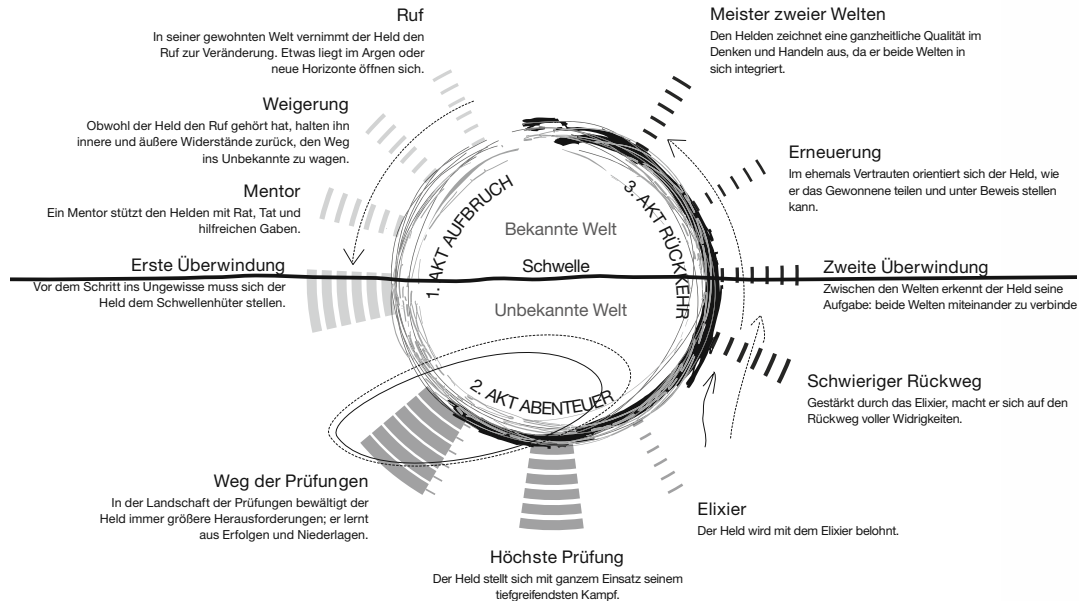 Ruf
In seiner gewohnten Welt vernimmt der Held den
Ruf zur Veränderung. Etwas liegt im Argen oder
neue Horizonte öffnen sich.
Weigerung
Obwohl der Held den Ruf gehört hat, halten ihn
innere und äußere Widerstände zurück, den Weg
ins Unbekannte zu wagen.
Mentor
Ein Mentor stützt den Helden mit Rat, Tat und
hilfreichen Gaben.
Erste Überwindung
Vor dem Schritt ins Ungewisse muss sich der
Held dem Schwellenhüter stellen.
1. AKT AUFBRUCH
Bekannte Welt
Schwelle
Unbekannte Welt
2. AKT ABENTEUER
3. AKT RÜCKKEHR
Weg der Prüfungen
In der Landschaft der Prüfungen bewältigt der
Held immer größere Herausforderungen; er lernt
aus Erfolgen und Niederlagen.
Höchste Prüfung
Der Held stellt sich mit ganzem Einsatz seinem
tiefgreifendsten Kampf.
Elixier
Der Held wird mit dem Elixier belohnt.
Schwieriger Rückweg
Gestärkt durch das Elixier, macht er sich auf den
Rückweg voller Widrigkeiten.
Zweite Überwindung
Zwischen den Welten erkennt der Held seine
Aufgabe: beide Welten miteinander zu verbinde
Erneuerung
Im ehemals Vertrauten orientiert sich der Held, wie
er das Gewonnene teilen und unter Beweis stellen
kann.
Meister zweier Welten
Den Helden zeichnet eine ganzheitliche Qualität im
Denken und Handeln aus, da er beide Welten in
sich integriert.